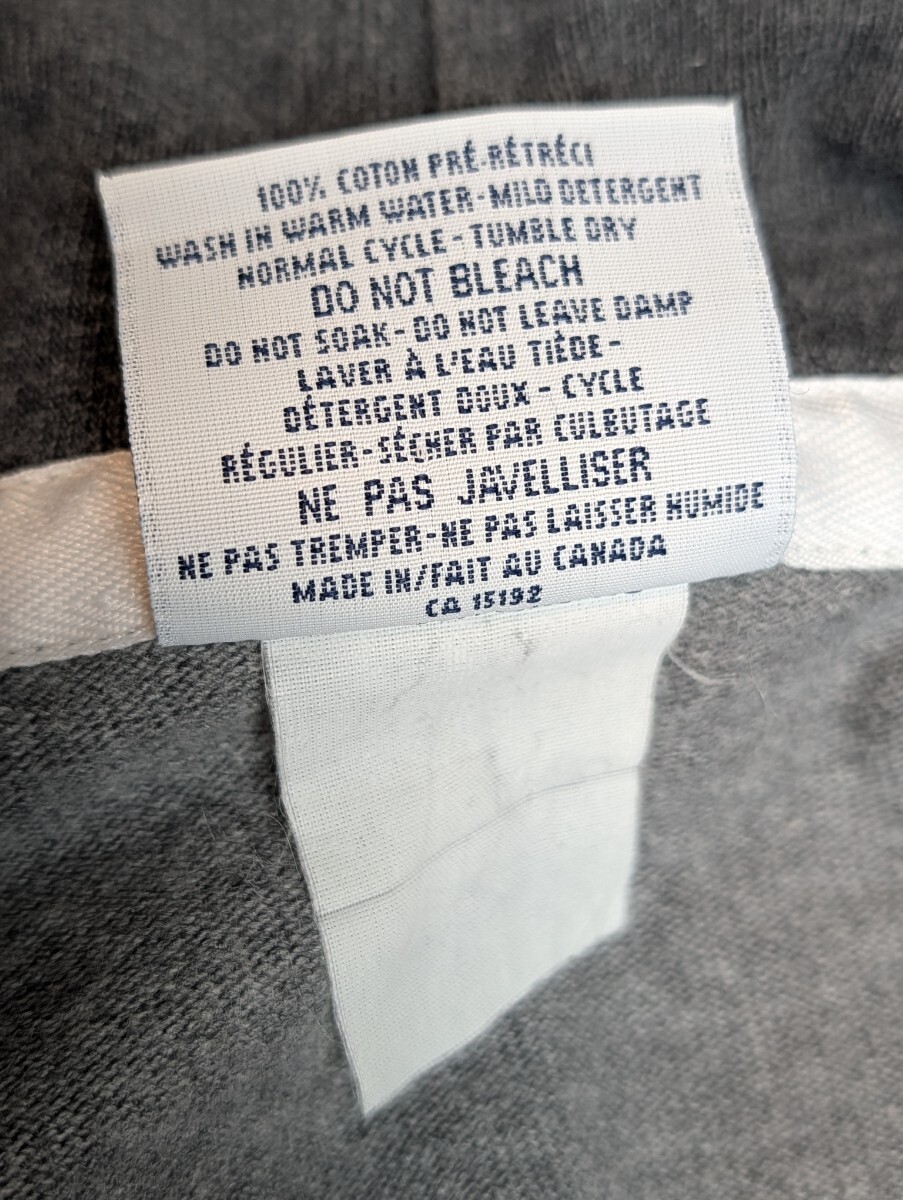 100% COTON PRÉ-RÉTRÉCI
WASH IN WARM WATER-MILD DETERGENT
NORMAL CYCLE-TUMBLE DRY
DO NOT BLEACH
DO NOT SOAK-DO NOT LEAVE DAMP
LAVER À L'EAU TIÈDE-
DÉTERGENT DOUX-CYCLE
RÉGULIER-SÉCHER PAR CULBUTAGE
NE PAS JAVELLISER
NE PAS TREMPER-NE PAS LAISSER HUMIDE
MADE IN/FAIT AU CANADA
CA 15192